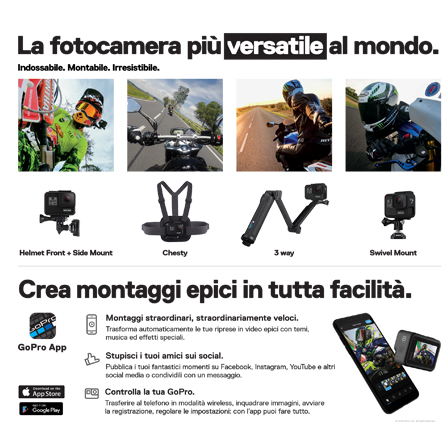 La fotocamera più versatile al mondo.
Indossabile. Montabile. Irresistibile.
Helmet Front + Side Mount
Chesty
3 way
Swivel Mount
Crea montaggi epici in tutta facilità.
GoPro
GoPro App
Montaggi straordinari, straordinariamente veloci.
Trasforma automaticamente le tue riprese in video epici con temi,
musica ed effetti speciali.
Stupisci i tuoi amici sui social.
Pubblica i tuoi fantastici momenti su Facebook, Instagram, YouTube e altri
social media o condividili con un messaggio.
Download on the
App Store
Google Play
Controlla la tua GoPro.
Trasferire al telefono in modalità wireless, inquadrare immagini, avviare
la registrazione, regolare le impostazioni: con l'app puoi fare tutto.